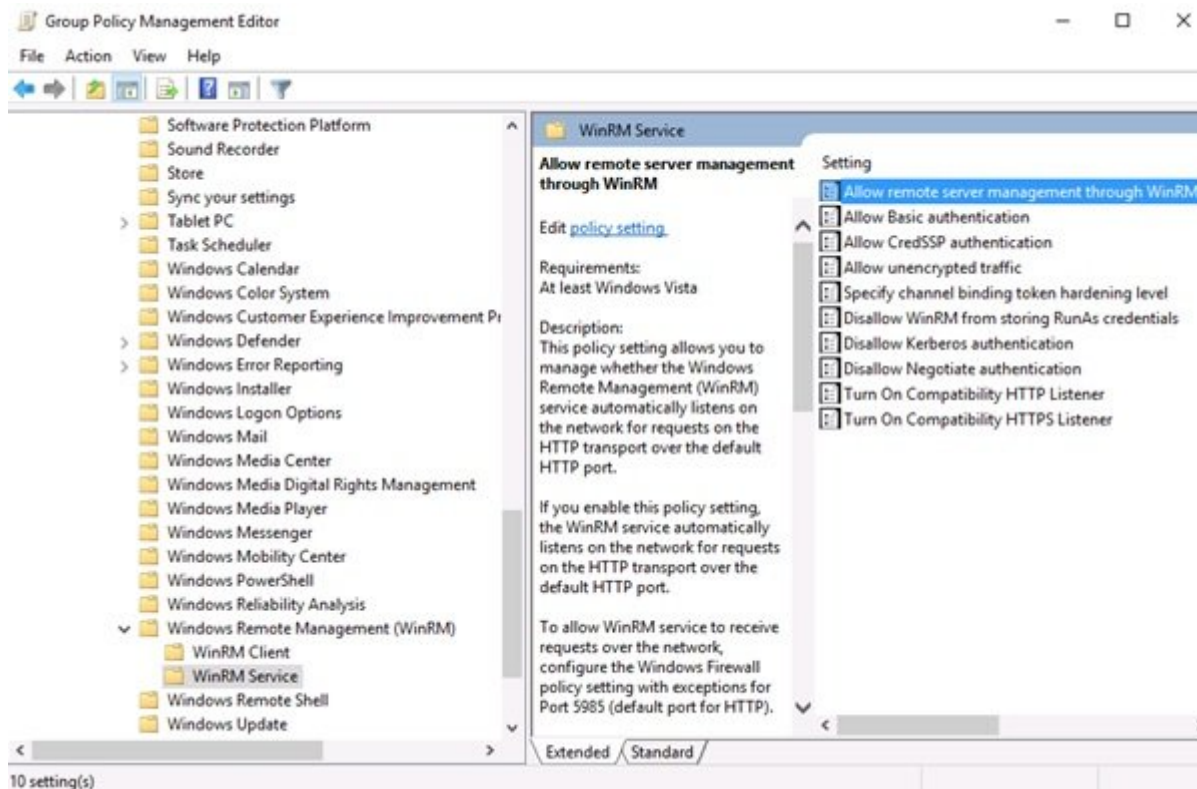 Group Policy Management Editor
File Action View Help
Software Protection Platform
Sound Recorder
Store
Sync your settings
Tablet PC
Task Scheduler
Windows Calendar
Windows Color System
Windows Customer Experience Improvement Pr
Windows Defender
Windows Error Reporting
Windows Installer
Windows Logon Options
Windows Mail
Windows Media Center
Windows Media Digital Rights Management
Windows Media Player
Windows Messenger
Windows Mobility Center
Windows PowerShell
Windows Reliability Analysis
Windows Remote Management (WinRM)
WinRM Client
WinRM Service
Windows Remote Shell
Windows Update
WinRM Service
Allow remote server management
through WinRM
Edit policy setting
Requirements:
At least Windows Vista
Description:
This policy setting allows you to
manage whether the Windows
Remote Management (WinRM)
service automatically listens on
the network for requests on the
HTTP transport over the default
HTTP port.
If you enable this policy setting,
the WinRM service automatically
listens on the network for requests
on the HTTP transport over the
default HTTP port.
To allow WinRM service to receive
requests over the network,
configure the Windows Firewall
policy setting with exceptions for
Port 5985 (default port for HTTP).
Setting
Allow remote server management through WinRM
Allow Basic authentication
Allow CredSSP authentication
Allow unencrypted traffic
Specify channel binding token hardening level
Disallow WinRM from storing RunAs credentials
Disallow Kerberos authentication
Disallow Negotiate authentication
Turn On Compatibility HTTP Listener
Turn On Compatibility HTTPS Listener
Extended Standard
10 setting(s)